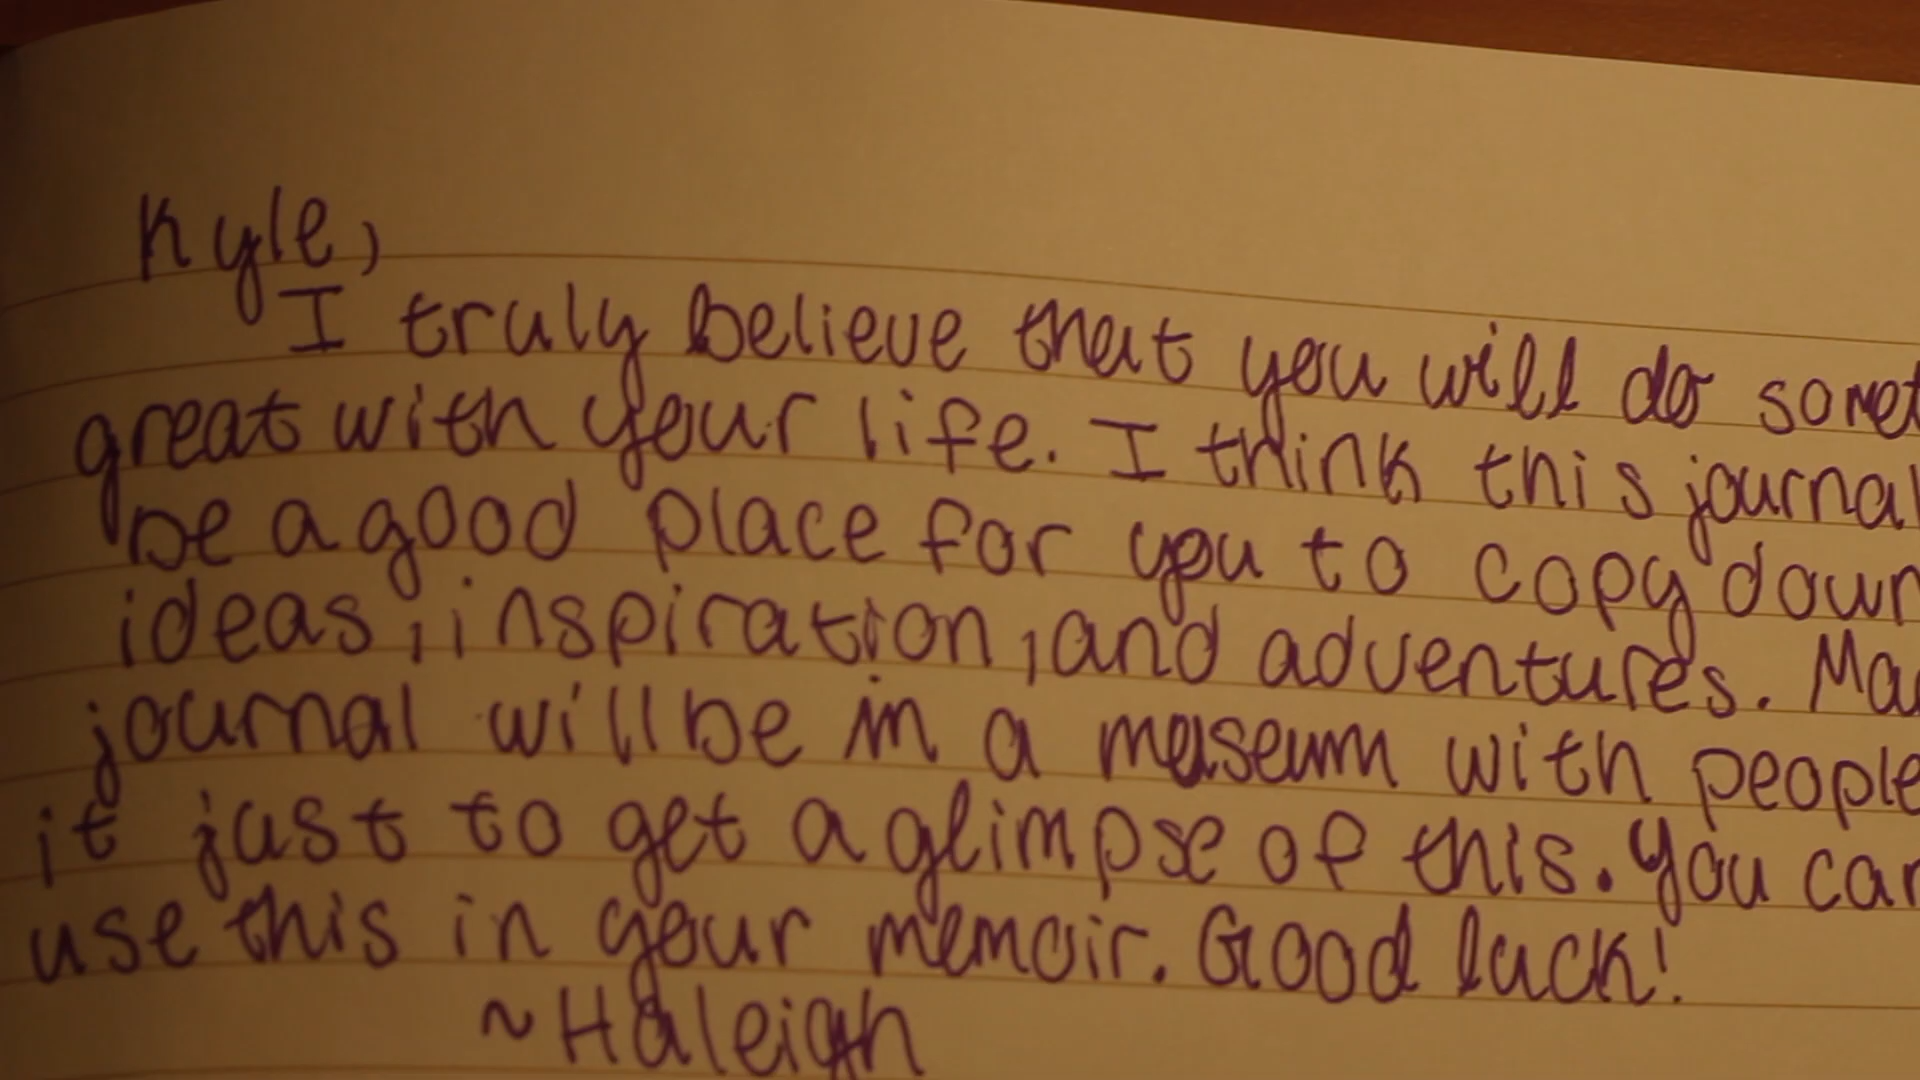 Kyle,
I truly believe that you will do somet
great with your life. I think this journal
be a good place for you to copy down
ideas, inspiration, and adventures. Ma
journal will be in a museum with people
it just to get a glimpse of this. You can
use this in your memoir. Good luck!
~Haleigh